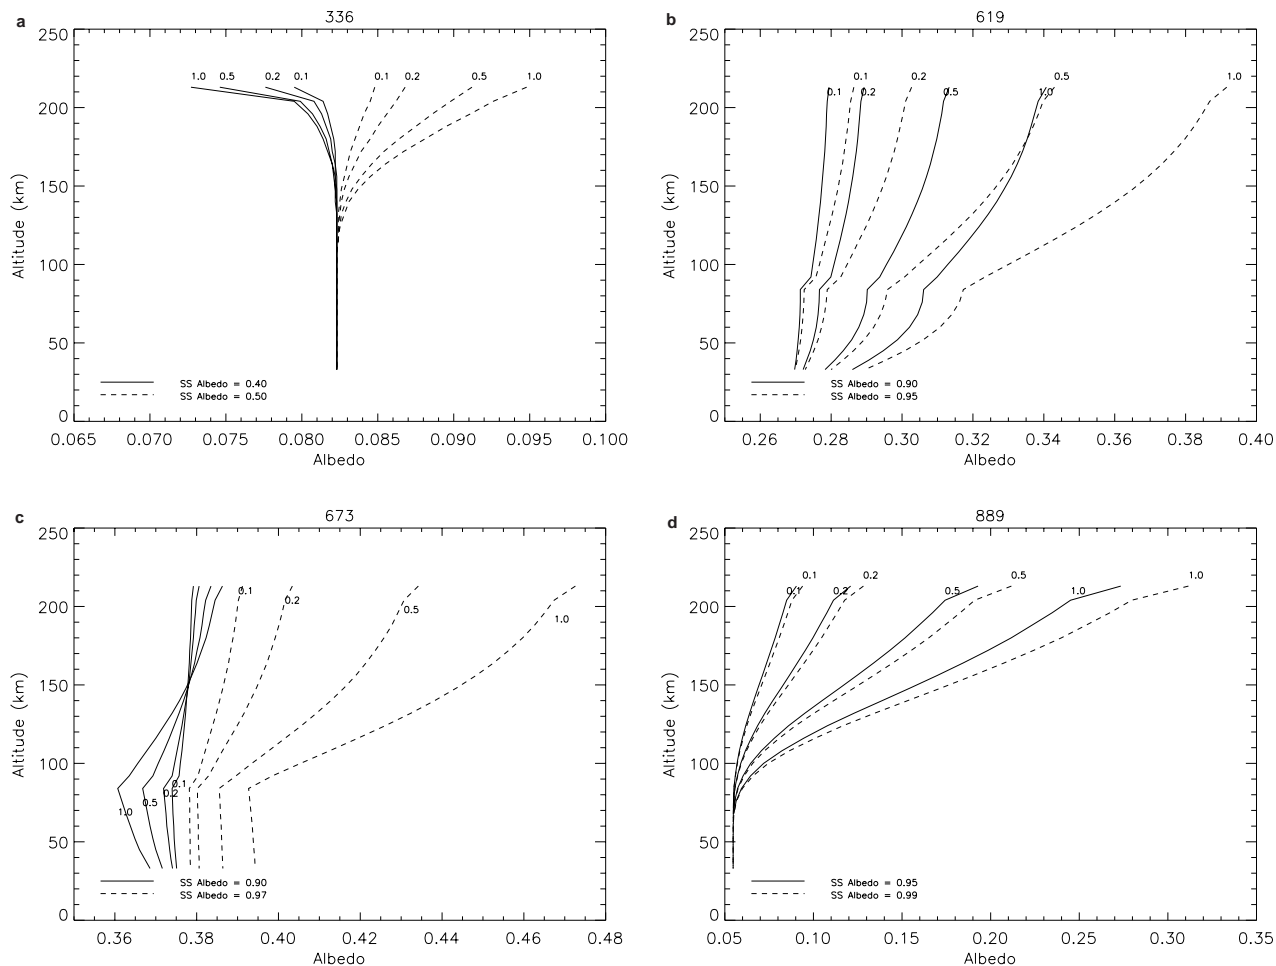 a
336
250
200
150
100
50
0
Altitude (km)
1.0 0.5 0.2 0.1 0.1 0.2 0.5 1.0
SS Albedo = 0.40
SS Albedo = 0.50
0.065 0.070 0.075 0.080 0.085 0.090 0.095 0.100
Albedo
b
619
250
200
150
100
50
0
Altitude (km)
0.1 0.2 0.5 1.0
0.1 0.2 0.5 1.0
SS Albedo = 0.90
SS Albedo = 0.95
0.26 0.28 0.30 0.32 0.34 0.36 0.38 0.40
Albedo
c
673
250
200
150
100
50
0
Altitude (km)
0.1 0.2 0.5 1.0
0.1
0.2
0.5
1.0
SS Albedo = 0.90
SS Albedo = 0.97
0.36 0.38 0.40 0.42 0.44 0.46 0.48
Albedo
d
889
250
200
150
100
50
0
Altitude (km)
0.1 0.2 0.5 1.0
0.1 0.2 0.5 1.0
SS Albedo = 0.95
SS Albedo = 0.99
0.05 0.10 0.15 0.20 0.25 0.30 0.35
Albedo